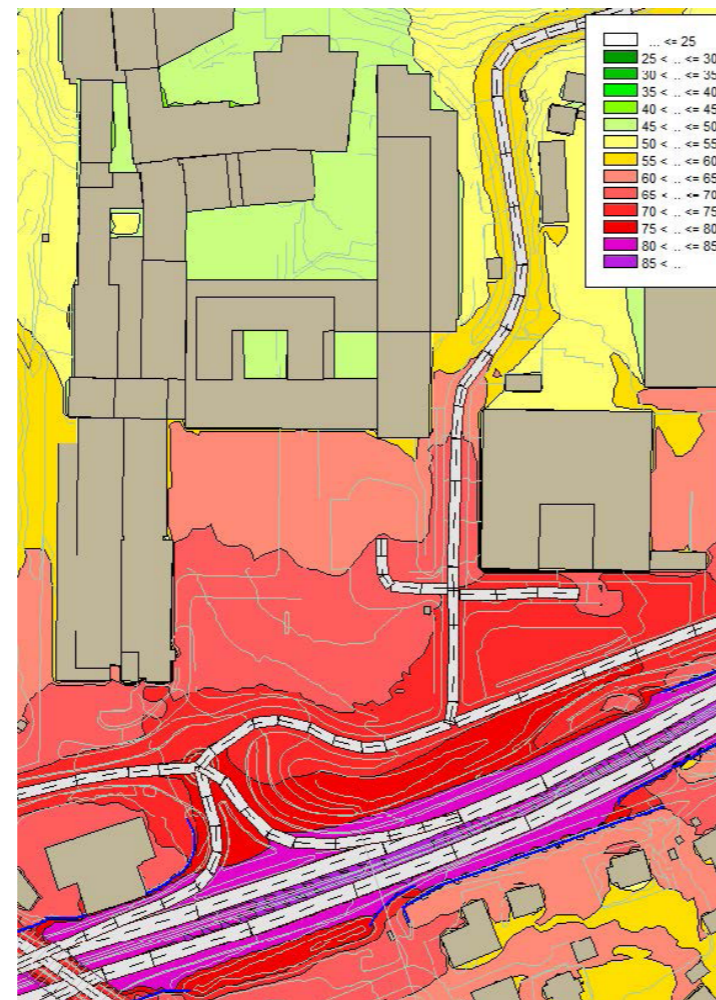 ... <= 25
25 < .. <= 30
30 < .. <= 35
35 < .. <= 40
40 < .. <= 45
45 < .. <= 50
50 < .. <= 55
55 < .. <= 60
60 < .. <= 65
65 < .. <= 70
70 < .. <= 75
75 < .. <= 80
80 < .. <= 85
85 < ..